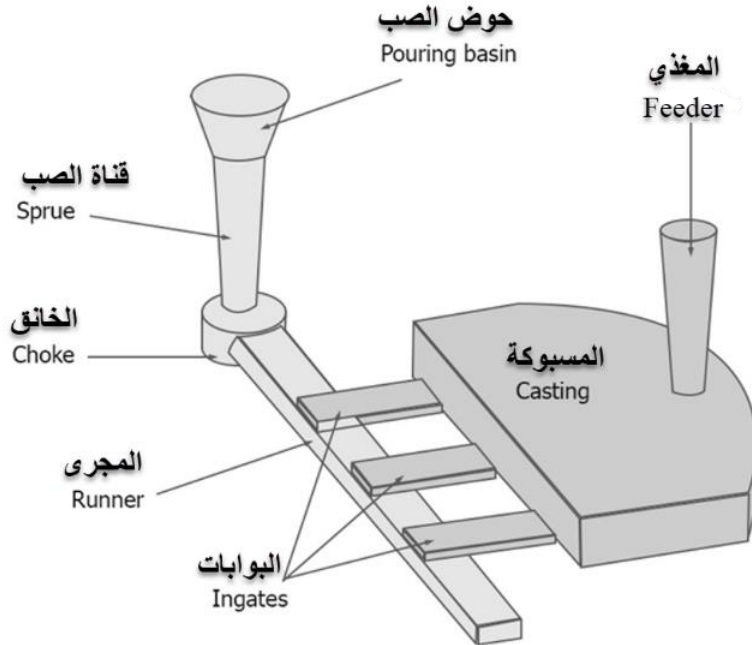 حوض الصب
Pouring basin
المغذي
Feeder
قناة الصب
Sprue
الخانق
Choke
المسبوكة
Casting
المجرى
Runner
البوابات
Ingates